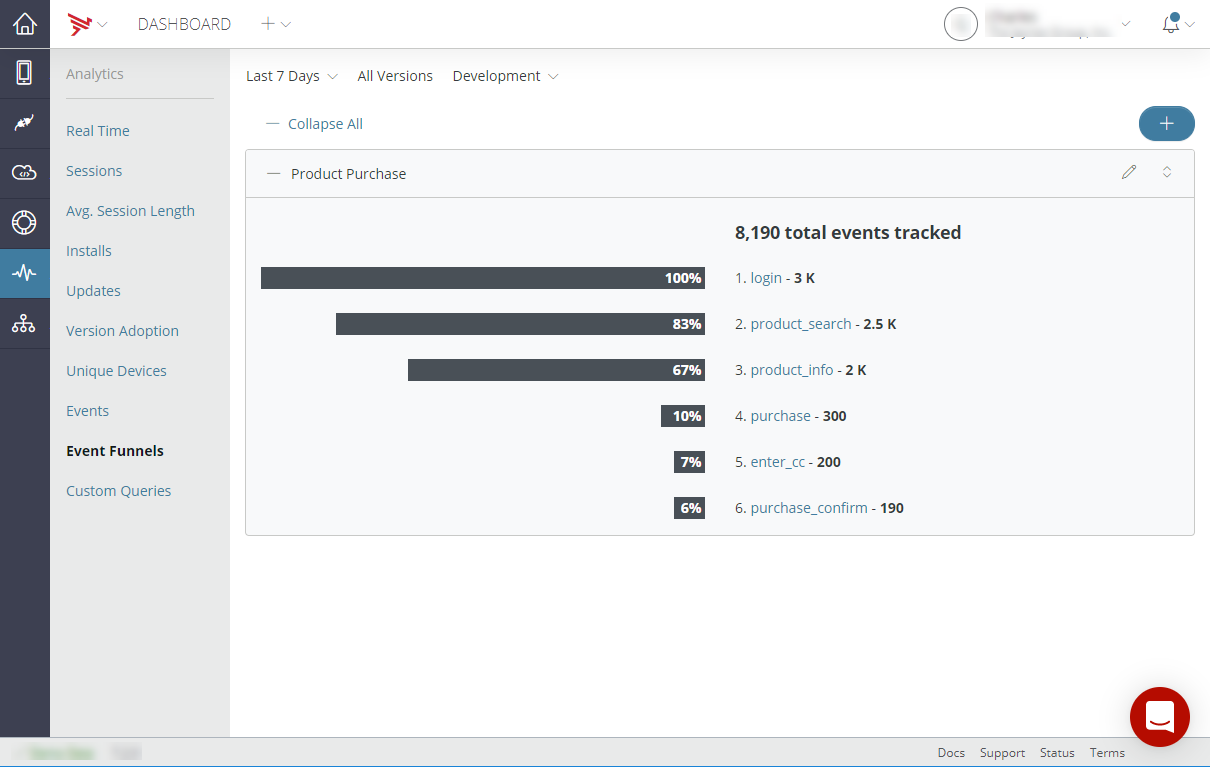 DASHBOARD
Analytics
Real Time
Sessions
Avg. Session Length
Installs
Updates
Version Adoption
Unique Devices
Events
Event Funnels
Custom Queries
Last 7 Days All Versions Development
Collapse All
Product Purchase
8,190 total events tracked
100% 1. login - 3 K
83% 2. product_search - 2.5 K
67% 3. product_info - 2 K
10% 4. purchase - 300
7% 5. enter_cc - 200
6% 6. purchase_confirm - 190
Docs Support Status Terms